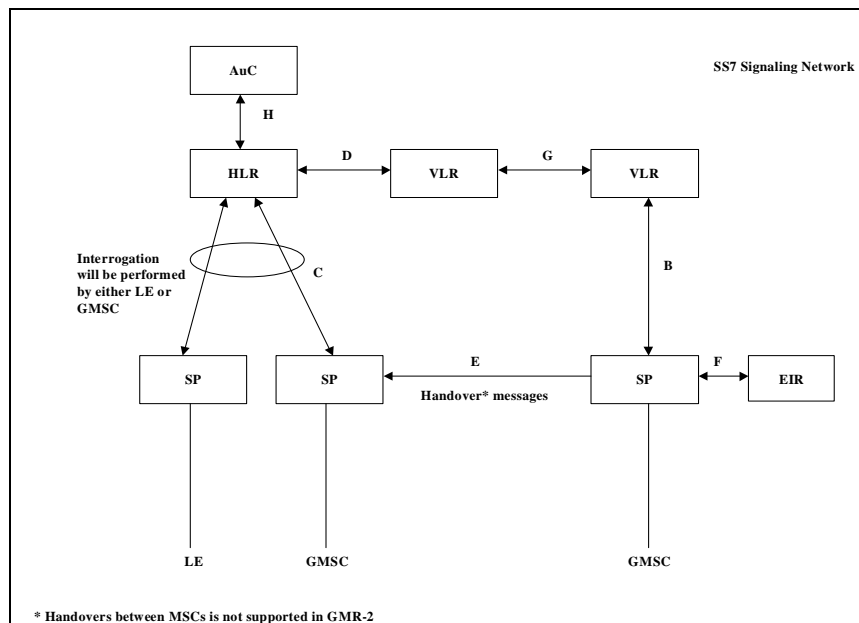 AuC
SS7 Signaling Network
H
HLR
D
VLR
G
VLR
Interrogation
will be performed
by either LE or
GMSC
C
B
SP
SP
E
Handover* messages
SP
F
EIR
LE
GMSC
GMSC
* Handovers between MSCs is not supported in GMR-2